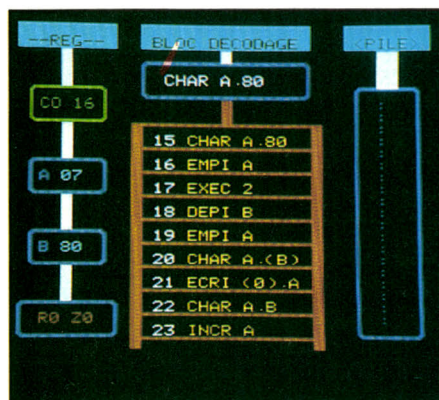 --REG--
BLOC DECODAGE
<PILE>
CHAR A.80
CO 16
A 07
B 80
R0 Z0
15 CHAR A.80
16 EMPI A
17 EXEC 2
18 DEPI B
19 EMPI A
20 CHAR A.(B)
21 ECRI (0).A
22 CHAR A.B
23 INCR A